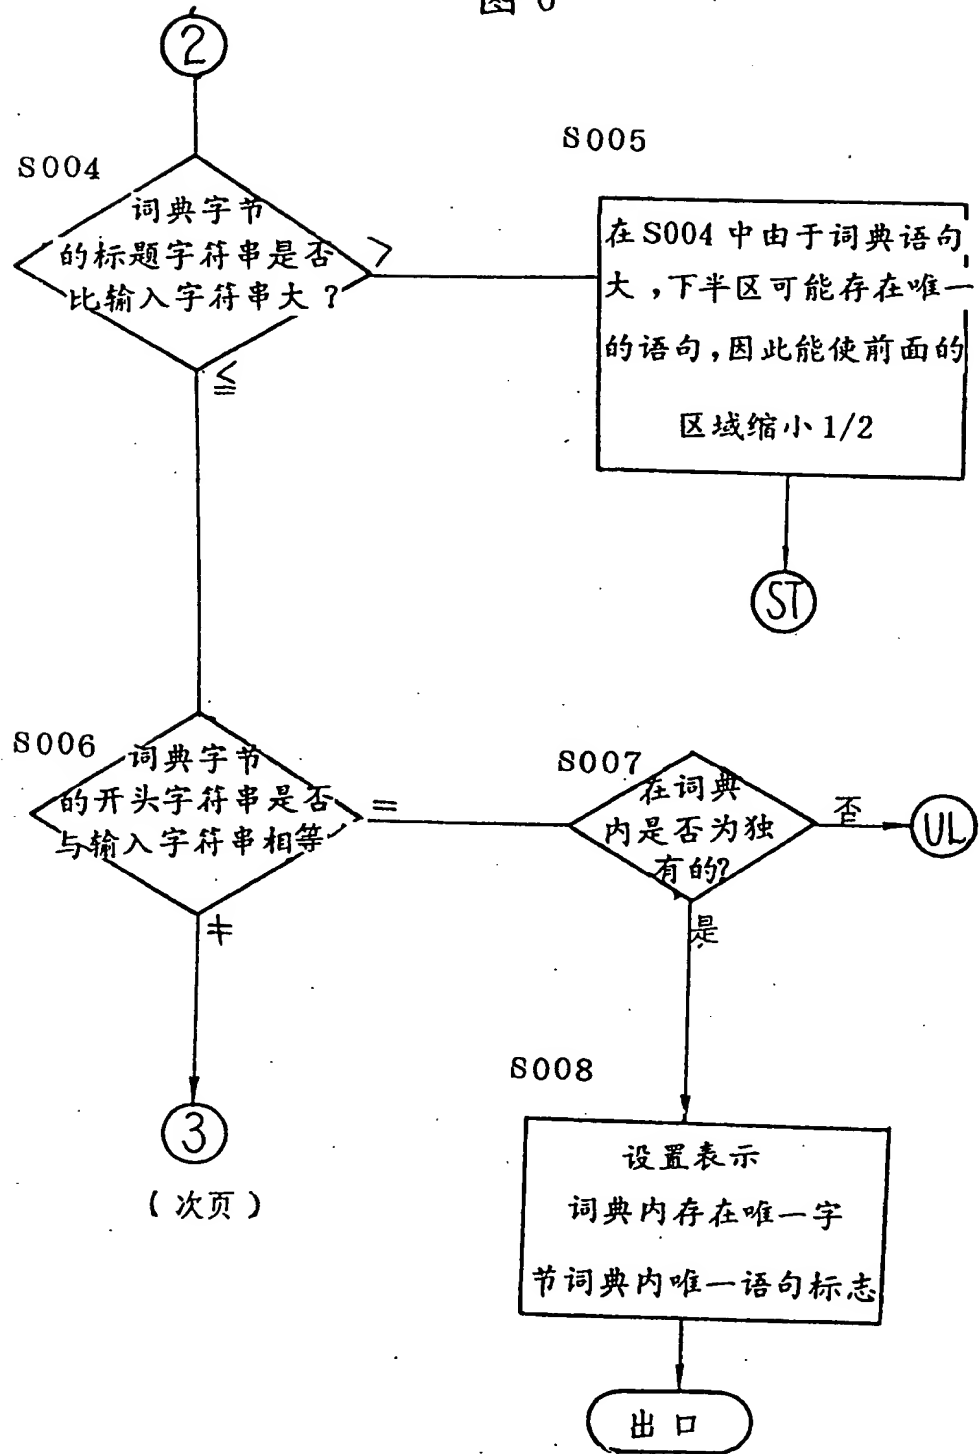 图 6
2
S004
词典字节
的标题字符串是否
比输入字符串大？
>
≦
S005
在S004中由于词典语句
大，下半区可能存在唯一
的语句，因此能使前面的
区域缩小1/2
ST
S006
词典字节
的开头字符串是否
与输入字符串相等
=
≠
S007
在词典
内是否为独
有的?
否
UL
是
3
(次页)
S008
设置表示
词典内存在唯一字
节词典内唯一语句标志
出口